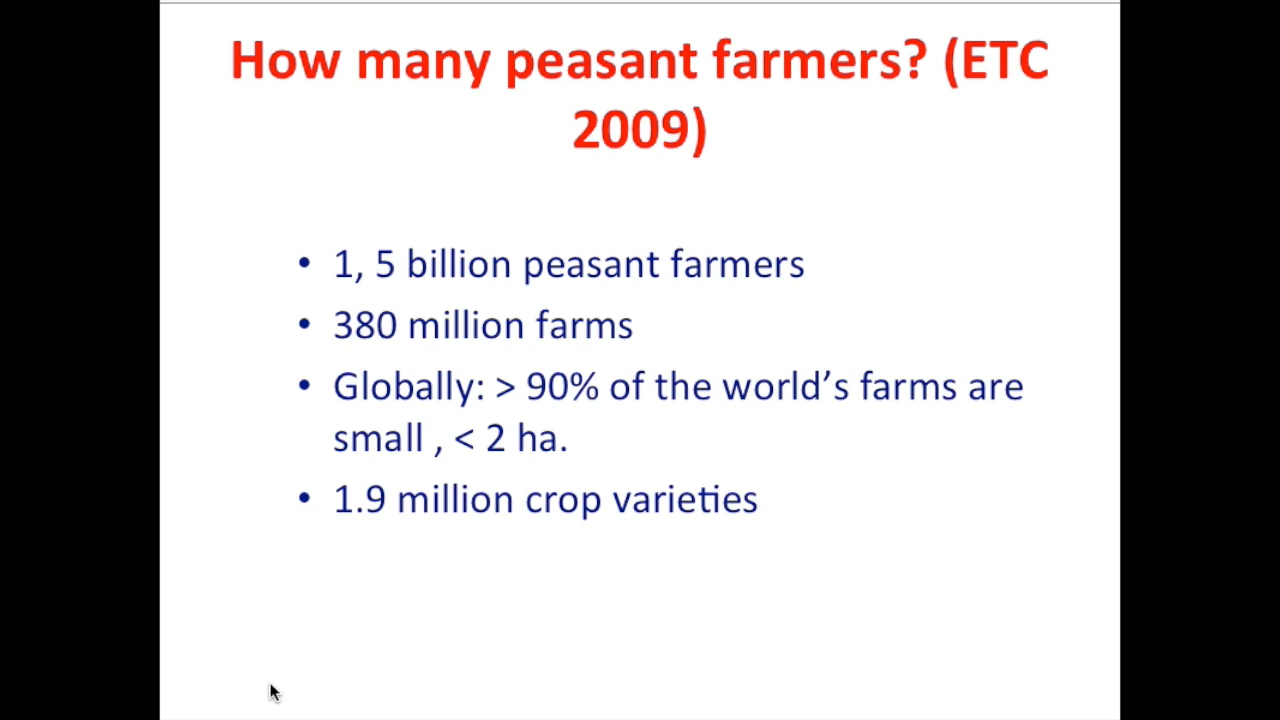 How many peasant farmers? (ETC
2009)
• 1, 5 billion peasant farmers
• 380 million farms
• Globally: > 90% of the world’s farms are
small , < 2 ha.
• 1.9 million crop varieties